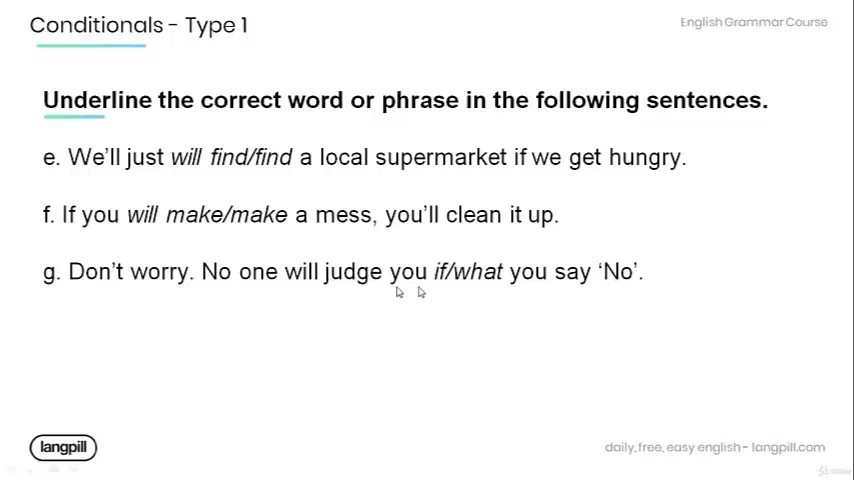 Conditionals - Type 1
English Grammar Course
Underline the correct word or phrase in the following sentences.
e. We'll just will find/find a local supermarket if we get hungry.
f. If you will make/make a mess, you'll clean it up.
g. Don't worry. No one will judge you if/what you say ‘No’.
langpill
daily, free, easy english - langpill.com